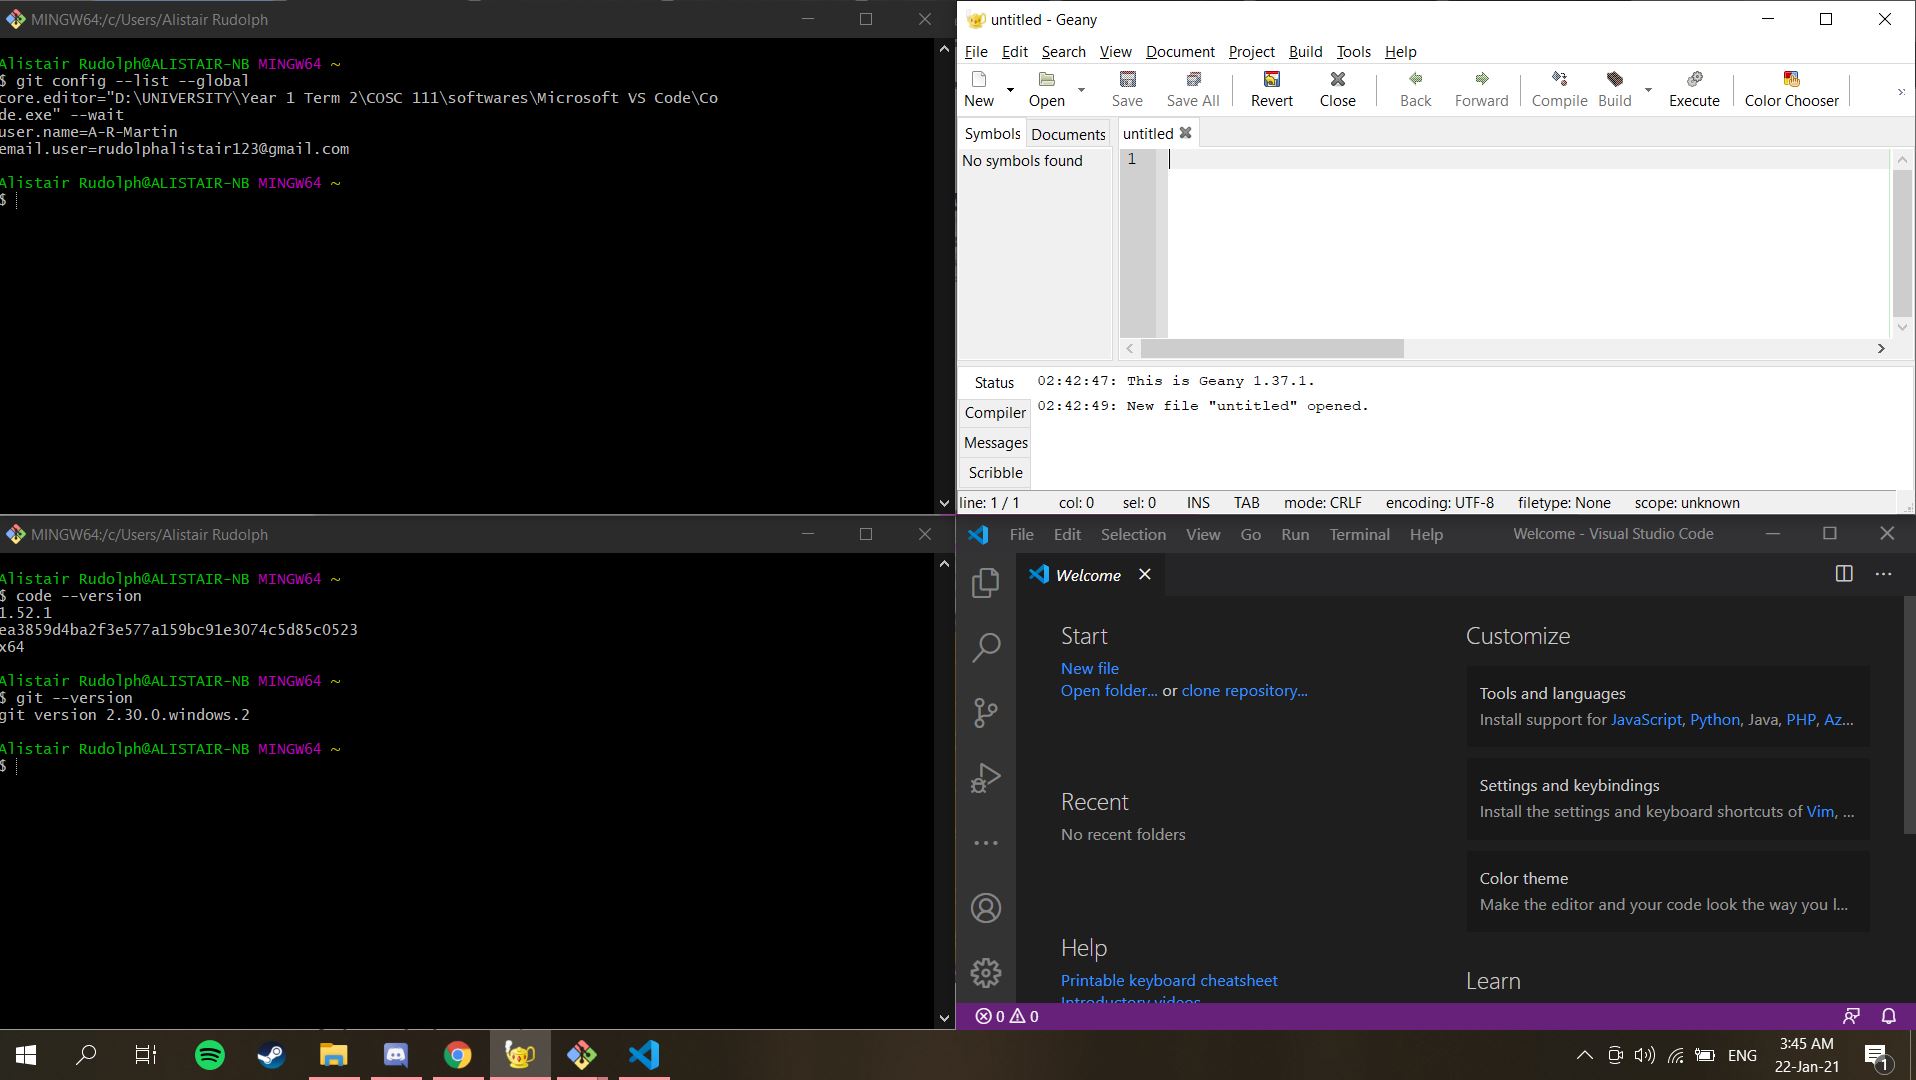 MINGW64:/c/Users/Alistair Rudolph
Alistair Rudolph@ALISTAIR-NB MINGW64 ~
$ git config --list --global
core.editor="D:\UNIVERSITY\Year 1 Term 2\COSC 111\softwares\Microsoft VS Code\Co
de.exe" --wait
user.name=A-R-Martin
email.user=rudolphalistair123@gmail.com
Alistair Rudolph@ALISTAIR-NB MINGW64 ~
$
untitled - Geany
File Edit Search View Document Project Build Tools Help
New Open Save Save All Revert Close Back Forward Compile Build Execute Color Chooser
Symbols Documents untitled
No symbols found
1
Status
Compiler
Messages
Scribble
02:42:47: This is Geany 1.37.1.
02:42:49: New file "untitled" opened.
line: 1 / 1 col: 0 sel: 0 INS TAB mode: CRLF encoding: UTF-8 filetype: None scope: unknown
MINGW64:/c/Users/Alistair Rudolph
Alistair Rudolph@ALISTAIR-NB MINGW64 ~
$ code --version
1.52.1
ea3859d4ba2f3e577a159bc91e3074c5d85c0523
x64
Alistair Rudolph@ALISTAIR-NB MINGW64 ~
$ git --version
git version 2.30.0.windows.2
Alistair Rudolph@ALISTAIR-NB MINGW64 ~
$
File Edit Selection View Go Run Terminal Help Welcome - Visual Studio Code
Welcome
Start
New file
Open folder... or clone repository...
Recent
No recent folders
Help
Printable keyboard cheatsheet
Introductory videos
Customize
Tools and languages
Install support for JavaScript, Python, Java, PHP, Az...
Settings and keybindings
Install the settings and keyboard shortcuts of Vim, ...
Color theme
Make the editor and your code look the way you l...
Learn
0 0
ENG
3:45 AM
22-Jan-21
1